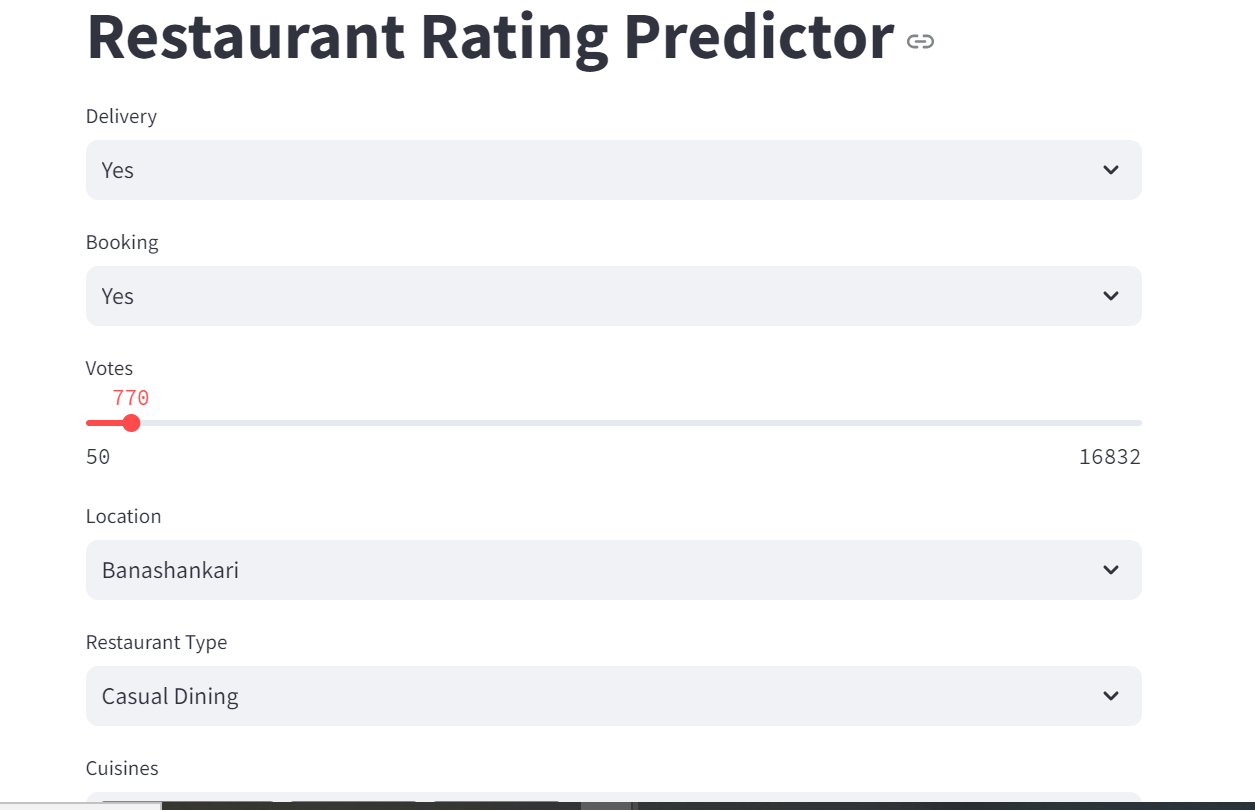 Restaurant Rating Predictor
Delivery
Yes
Booking
Yes
Votes
770
50 16832
Location
Banashankari
Restaurant Type
Casual Dining
Cuisines